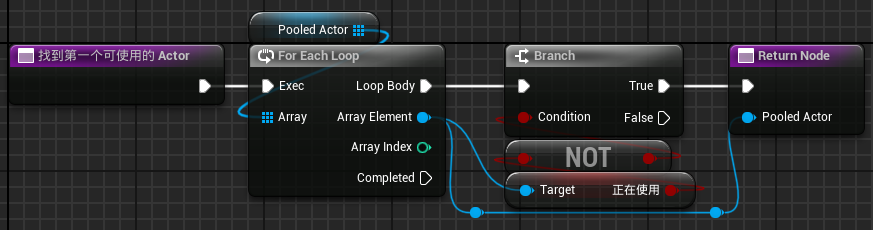 Pooled Actor
找到第一个可使用的 Actor
For Each Loop
Exec
Loop Body
Array
Array Element
Array Index
Completed
Branch
True
Condition
False
NOT
Target
正在使用
Return Node
Pooled Actor